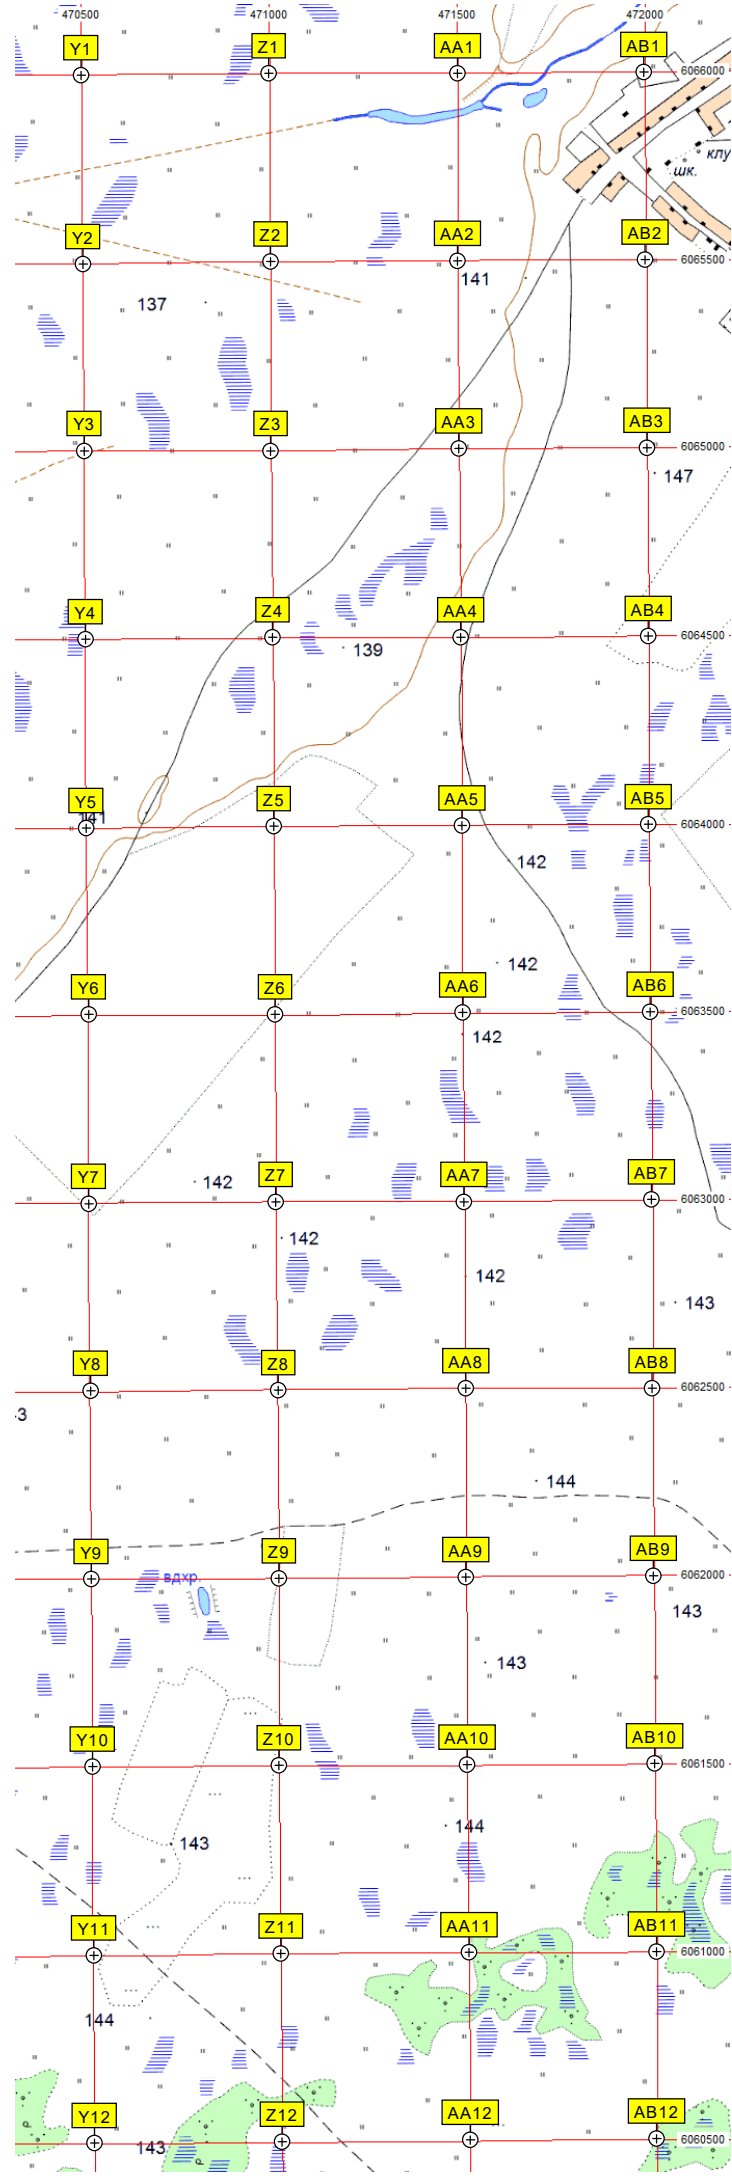 470500 471000 471500 472000
Y1 Z1 AA1 AB1
6066000
клу
шк.
Y2 Z2 AA2 AB2
6065500
141
137
Y3 Z3 AA3 AB3
6065000
147
Y4 Z4 AA4 AB4
6064500
139
Y5 Z5 AA5 AB5
141
6064000
142
142
Y6 Z6 AA6 AB6
6063500
142
Y7 Z7 AA7 AB7
142
6063000
142
142
143
Y8 Z8 AA8 AB8
6062500
3
144
Y9 Z9 AA9 AB9
вдхр.
6062000
143
143
Y10 Z10 AA10 AB10
6061500
144
143
Y11 Z11 AA11 AB11
6061000
144
Y12 Z12 AA12 AB12
143
6060500